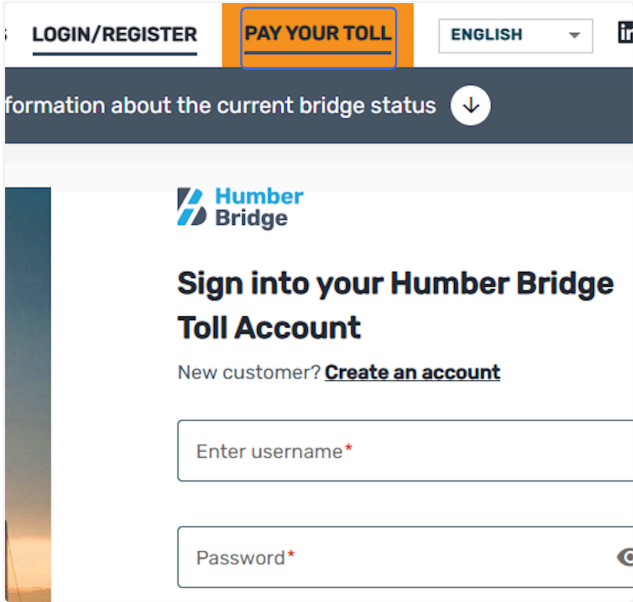 LOGIN/REGISTER PAY YOUR TOLL ENGLISH
formation about the current bridge status
Humber
Bridge
Sign into your Humber Bridge
Toll Account
New customer? Create an account
Enter username*
Password*